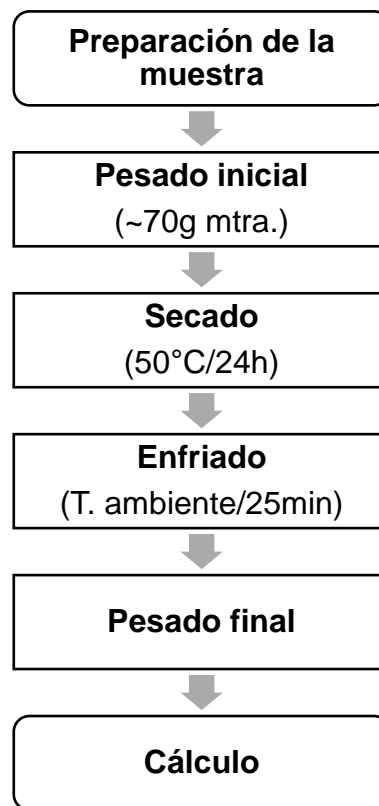 Preparación de la
muestra
Pesado inicial
(~70g mtra.)
Secado
(50°C/24h)
Enfriado
(T. ambiente/25min)
Pesado final
Cálculo